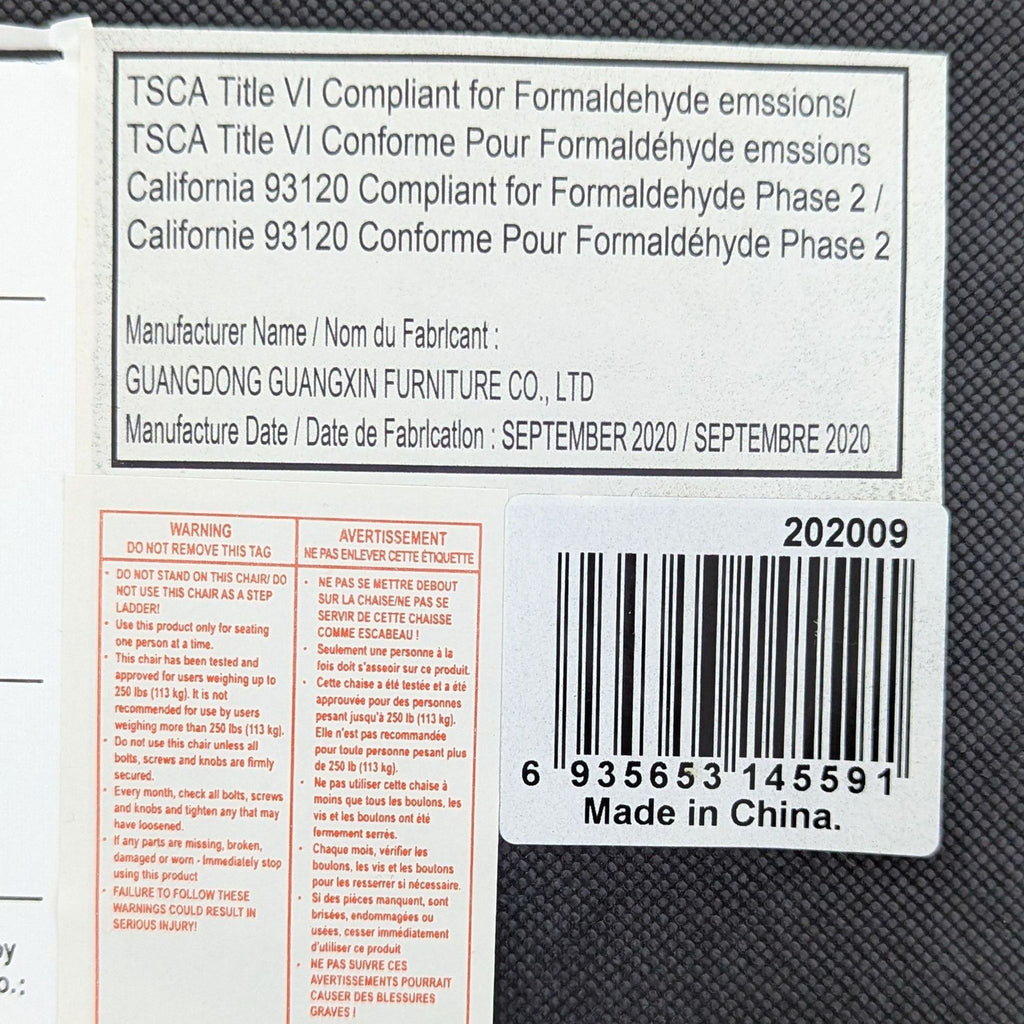 TSCA Title VI Compliant for Formaldehyde emssions/
TSCA Title VI Conforme Pour Formaldéhyde emssions
California 93120 Compliant for Formaldehyde Phase 2 /
Californie 93120 Conforme Pour Formaldéhyde Phase 2
Manufacturer Name / Nom du Fabrlcant :
GUANGDONG GUANGXIN FURNITURE CO., LTD
Manufacture Date / Date de Fabrlcatlon : SEPTEMBER 2020 / SEPTEMBRE 2020
WARNING
DO NOT REMOVE THIS TAG
• DO NOT STAND ON THIS CHAIR/ DO
NOT USE THIS CHAIR AS A STEP
LADDER!
• Use this product only for seating
one person at a time.
• This chair has been tested and
approved for users weighing up to
250 lbs (113 kg). It is not
recommended for use by users
weighing more than 250 lbs (113 kg).
• Do not use this chair unless all
bolts, screws and knobs are firmly
secured.
• Every month, check all bolts, screws
and knobs and tighten any that may
have loosened.
• If any parts are missing, broken,
damaged or worn - Immediately stop
using this product
• FAILURE TO FOLLOW THESE
WARNINGS COULD RESULT IN
SERIOUS INJURY!
AVERTISSEMENT
NE PAS ENLEVER CETTE ÉTIQUETTE
• NE PAS SE METTRE DEBOUT
SUR LA CHAISE/NE PAS SE
SERVIR DE CETTE CHAISSE
COMME ESCABEAU !
• Seulement une personne à la
fois doit s'asseoir sur ce produit.
• Cette chaise a été testée et a été
approuvée pour des personnes
pesant jusqu'à 250 lb (113 kg).
Elle n'est pas recommandée
pour toute personne pesant plus
de 250 lb (113 kg).
• Ne pas utiliser cette chaise à
moins que tous les boulons, les
vis et les boutons ont été
fermement serrés.
• Chaque mois, vérifier les
boulons, les vis et les boutons
pour les resserrer si nécessaire.
• Si des pièces manquent, sont
brisées, endommagées ou
usées, cesser immédiatement
d'utiliser ce produit
• NE PAS SUIVRE CES
AVERTISSEMENTS POURRAIT
CAUSER DES BLESSURES
GRAVES !
202009
6 935653 145591
Made in China.